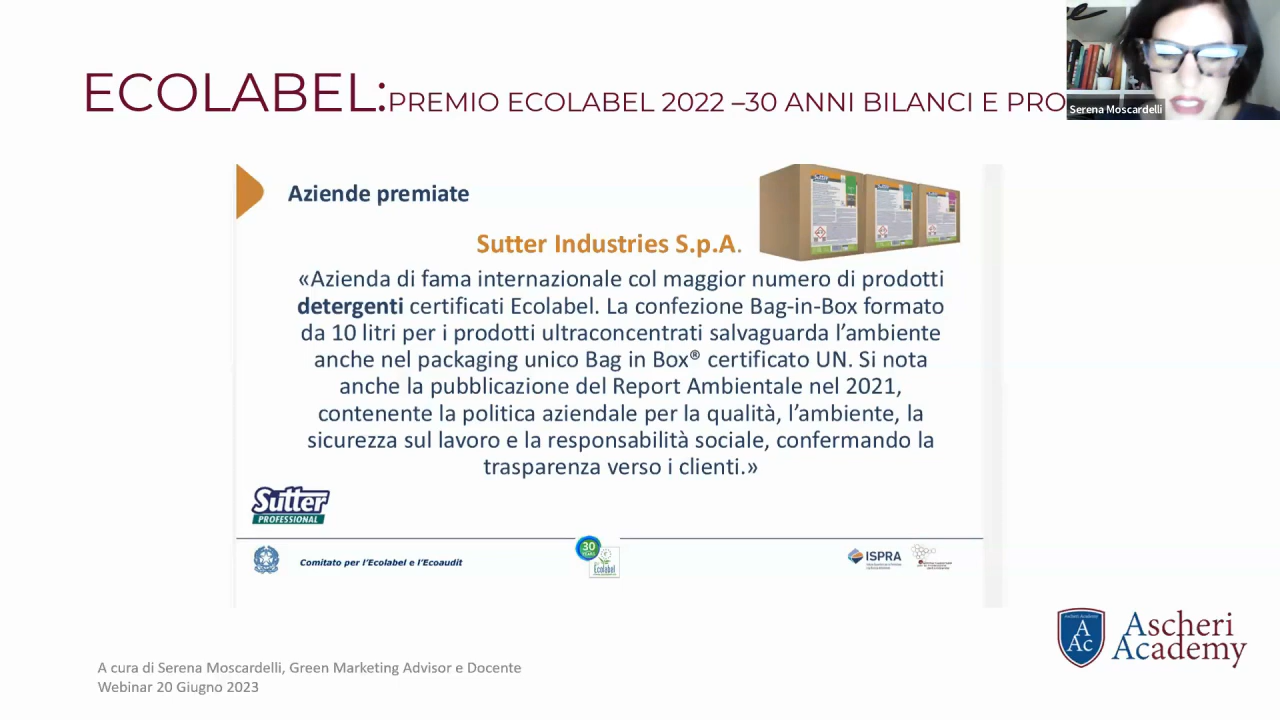 ECOLABEL:PREMIO ECOLABEL 2022 –30 ANNI BILANCI E PRO
Serena Moscardelli
Aziende premiate
Sutter Industries S.p.A.
«Azienda di fama internazionale col maggior numero di prodotti
detergenti certificati Ecolabel. La confezione Bag-in-Box formato
da 10 litri per i prodotti ultraconcentrati salvaguarda l’ambiente
anche nel packaging unico Bag in Box® certificato UN. Si nota
anche la pubblicazione del Report Ambientale nel 2021,
contenente la politica aziendale per la qualità, l’ambiente, la
sicurezza sul lavoro e la responsabilità sociale, confermando la
trasparenza verso i clienti.»
Sutter
PROFESSIONAL
Comitato per l’Ecolabel e l’Ecoaudit
30
YEARS
Ecolabel
ISPRA
Ascheri Academy
A
Ac
Ascheri
Academy
A cura di Serena Moscardelli, Green Marketing Advisor e Docente
Webinar 20 Giugno 2023